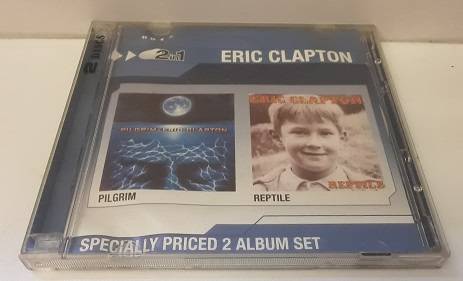 2 DISCS
2in1
ERIC CLAPTON
PILGRIM ERIC CLAPTON
ERIC CLAPTON
REPTILE
PILGRIM
REPTILE
SPECIALLY PRICED 2 ALBUM SET